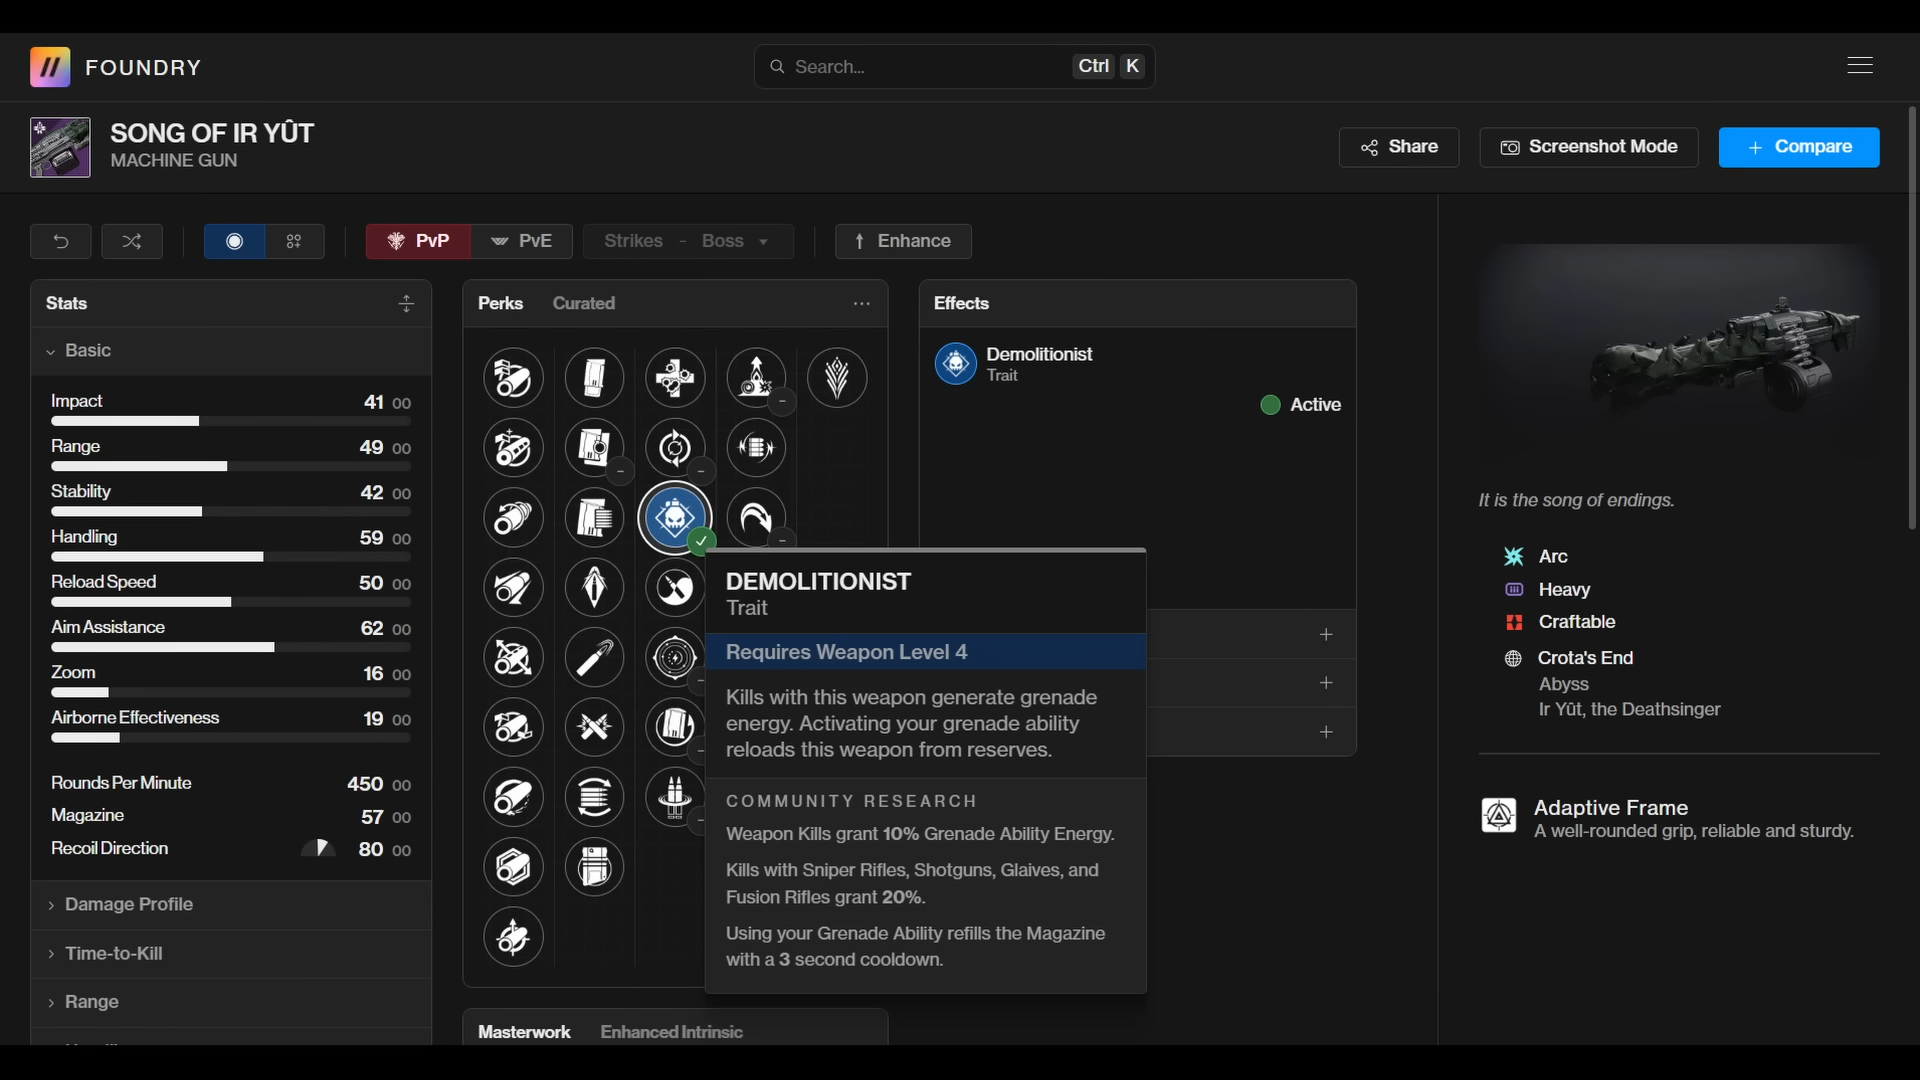 FOUNDRY
Search...
Ctrl K
SONG OF IR YÛT
MACHINE GUN
Share
Screenshot Mode
+ Compare
PvP
PvE
Strikes - Boss
Enhance
Stats
Basic
Impact 41 00
Range 49 00
Stability 42 00
Handling 59 00
Reload Speed 50 00
Aim Assistance 62 00
Zoom 16 00
Airborne Effectiveness 19 00
Rounds Per Minute 450 00
Magazine 57 00
Recoil Direction 80 00
Damage Profile
Time-to-Kill
Range
Perks Curated
DEMOLITIONIST
Trait
Requires Weapon Level 4
Kills with this weapon generate grenade
energy. Activating your grenade ability
reloads this weapon from reserves.
COMMUNITY RESEARCH
Weapon Kills grant 10% Grenade Ability Energy.
Kills with Sniper Rifles, Shotguns, Glaives, and
Fusion Rifles grant 20%.
Using your Grenade Ability refills the Magazine
with a 3 second cooldown.
Masterwork Enhanced Intrinsic
Effects
Demolitionist
Trait
Active
It is the song of endings.
Arc
Heavy
Craftable
Crota's End
Abyss
Ir Yût, the Deathsinger
Adaptive Frame
A well-rounded grip, reliable and sturdy.